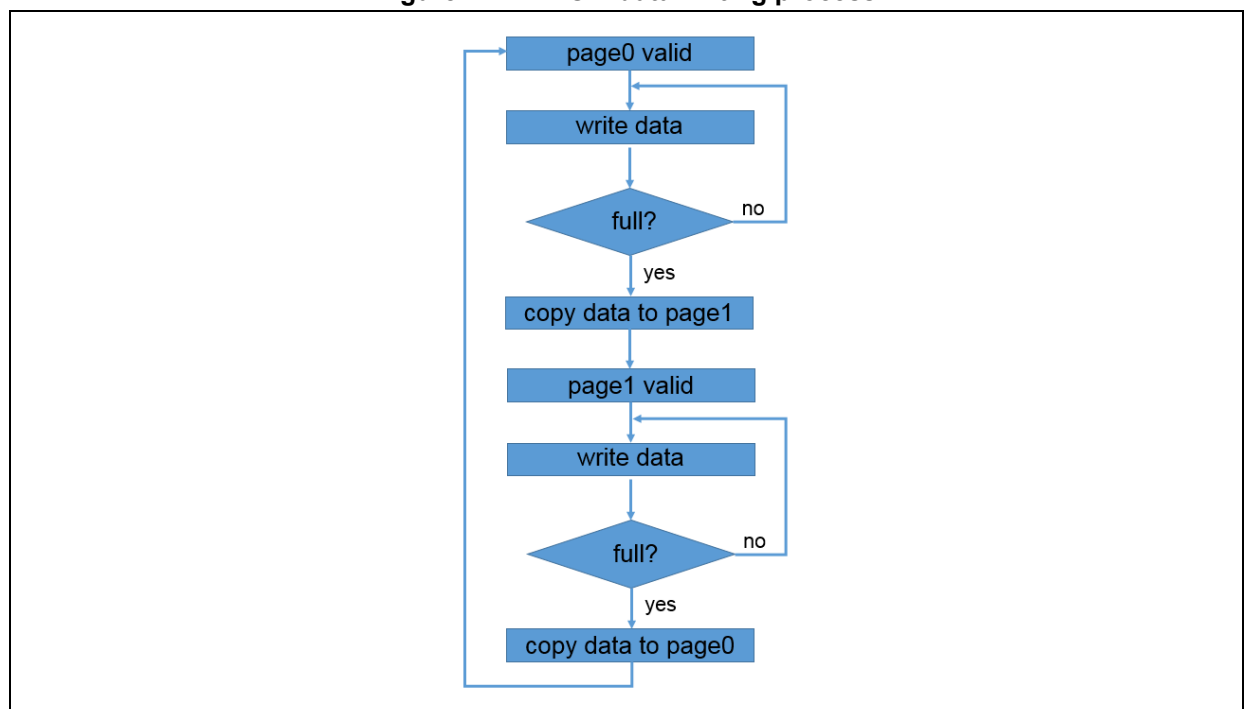 page0 valid
write data
full?
no
yes
copy data to page1
page1 valid
write data
full?
no
yes
copy data to page0